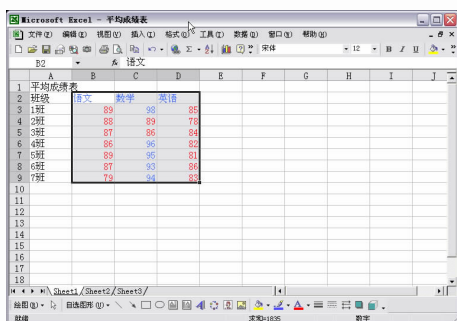 Microsoft Excel - 平均成绩表
文件(F) 编辑(E) 视图(V) 插入(I) 格式(O) 工具(T) 数据(D) 窗口(W) 帮助(H)
宋体 12 B I U
B2 fx 语文
A B C D E F G H I J
1 平均成绩表
2 班级 语文 数学 英语
3 1班 89 98 85
4 2班 88 89 78
5 3班 87 86 84
6 4班 86 96 82
7 5班 89 95 81
8 6班 87 93 86
9 7班 79 94 83
10
11
12
13
14
15
16
17
18
Sheet1 Sheet2 Sheet3
绘图(R) 自选图形(U)
就绪 求和=1835 数字